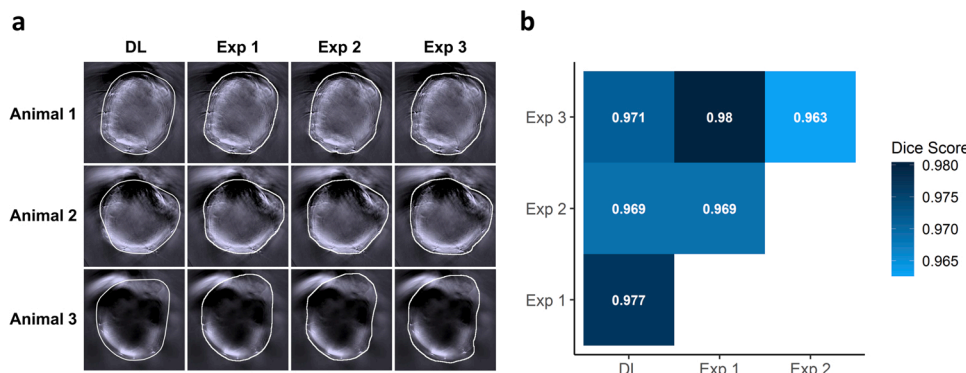 a
DL Exp 1 Exp 2 Exp 3
Animal 1
Animal 2
Animal 3
b
Exp 3 0.971 0.98 0.963
Exp 2 0.969 0.969
Exp 1 0.977
DL Exp 1 Exp 2
Dice Score
0.980
0.975
0.970
0.965